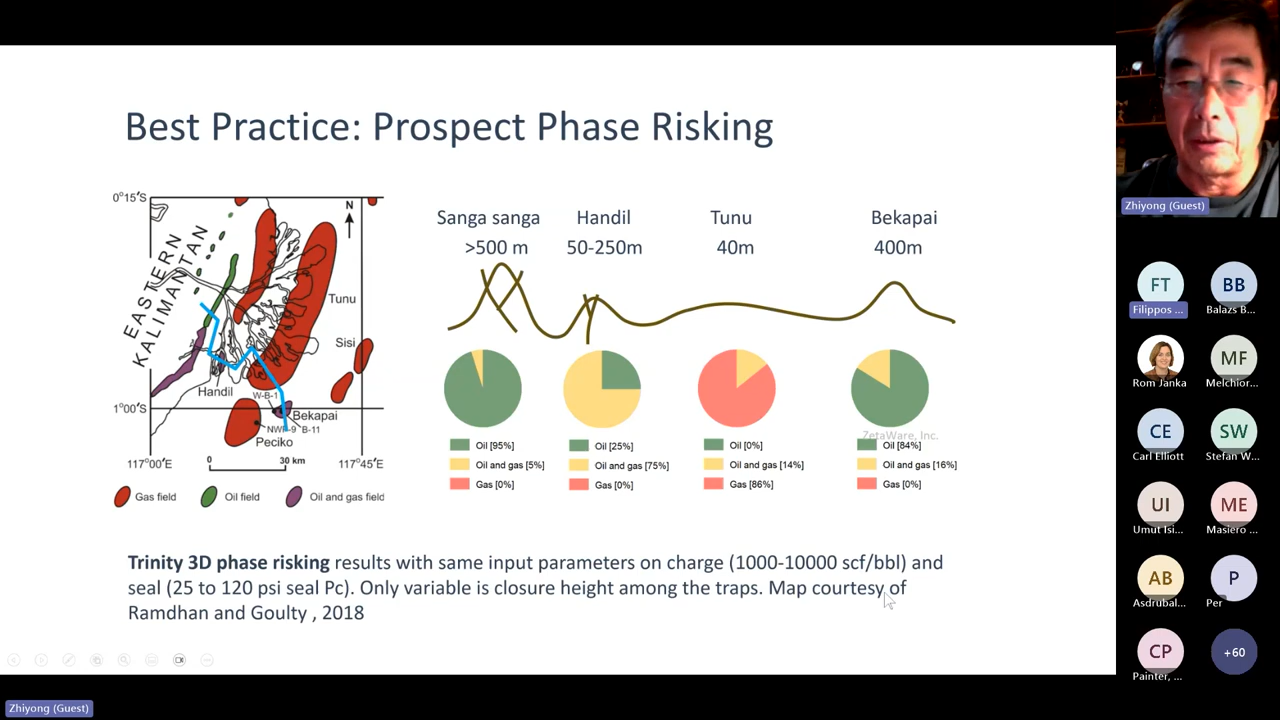 Best Practice: Prospect Phase Risking
0°15′S
N
EASTERN
KALIMANTAN
Tunu
Sisi
Handil
W-B-1
1°00′S
Bekapai
NWP-9
B-11
Peciko
117°00′E
0
30 km
117°45′E
Gas field
Oil field
Oil and gas field
Sanga sanga
Handil
Tunu
Bekapai
>500 m
50-250m
40m
400m
ZetaWare, Inc.
Oil [95%]
Oil and gas [5%]
Gas [0%]
Oil [25%]
Oil and gas [75%]
Gas [0%]
Oil [0%]
Oil and gas [14%]
Gas [86%]
Oil [84%]
Oil and gas [16%]
Gas [0%]
Trinity 3D phase risking results with same input parameters on charge (1000-10000 scf/bbl) and
seal (25 to 120 psi seal Pc). Only variable is closure height among the traps. Map courtesy of
Ramdhan and Goulty , 2018
Zhiyong (Guest)
Zhiyong (Guest)
FT
Filippos ...
BB
Balazs B...
Rom Janka
MF
Melchior...
CE
Carl Elliott
SW
Stefan W...
UI
Umut Isi...
ME
Masiero ...
AB
Asdrubal...
P
Per
CP
Painter, ...
+60